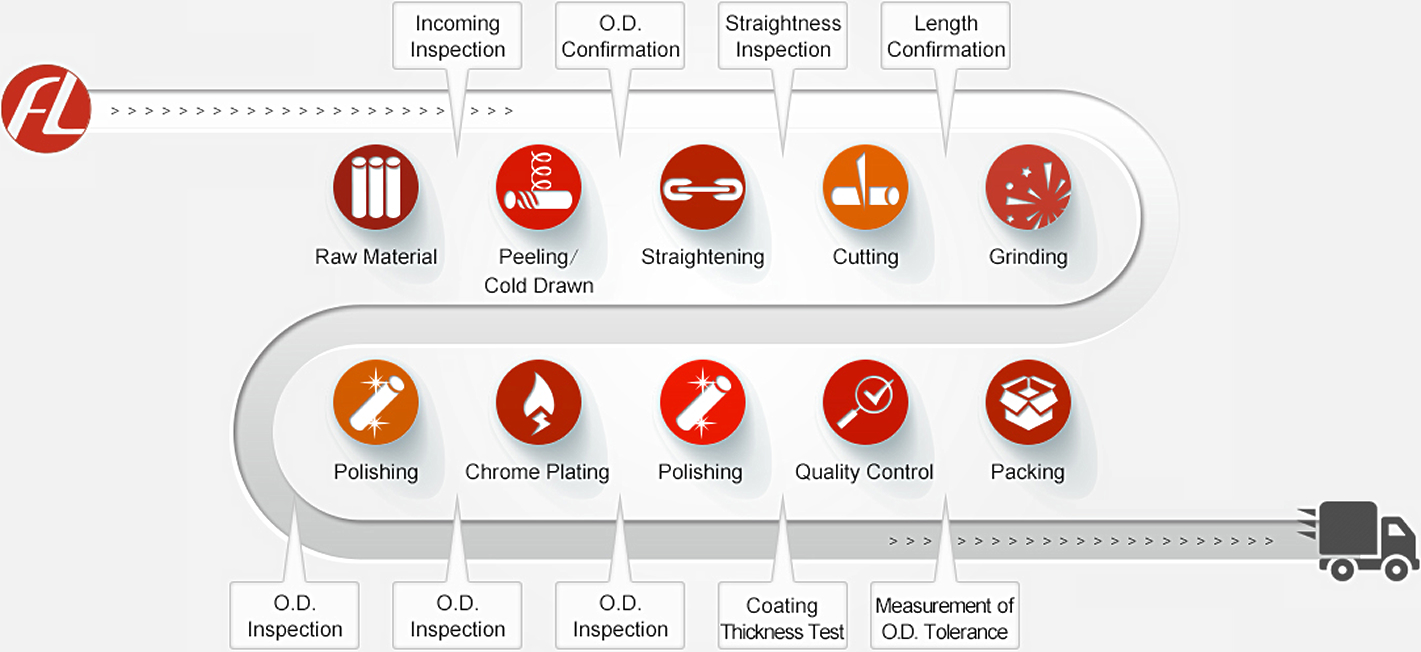 Incoming
Inspection
O.D.
Confirmation
Straightness
Inspection
Length
Confirmation
FL
> > > > > > > > > > > > > > > > > > > > > > > >
Raw Material
Peeling/
Cold Drawn
Straightening
Cutting
Grinding
Polishing
Chrome Plating
Polishing
Quality Control
Packing
> > > > > > > > > > > > > > > > > > > > > > >
O.D.
Inspection
O.D.
Inspection
O.D.
Inspection
Coating
Thickness Test
Measurement of
O.D. Tolerance